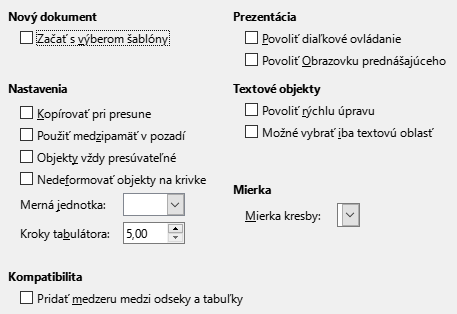 Nový dokument
Začať s výberom šablóny
Nastavenia
Kopírovať pri presune
Použiť medzipamäť v pozadí
Objekty vždy presúvateľné
Nedeformovať objekty na krivke
Merná jednotka:
Kroky tabulátora: 5,00
Kompatibilita
Pridať medzeru medzi odseky a tabuľky
Prezentácia
Povoliť diaľkové ovládanie
Povoliť Obrazovku prednášajúceho
Textové objekty
Povoliť rýchlu úpravu
Možné vybrať iba textovú oblasť
Mierka
Mierka kresby: